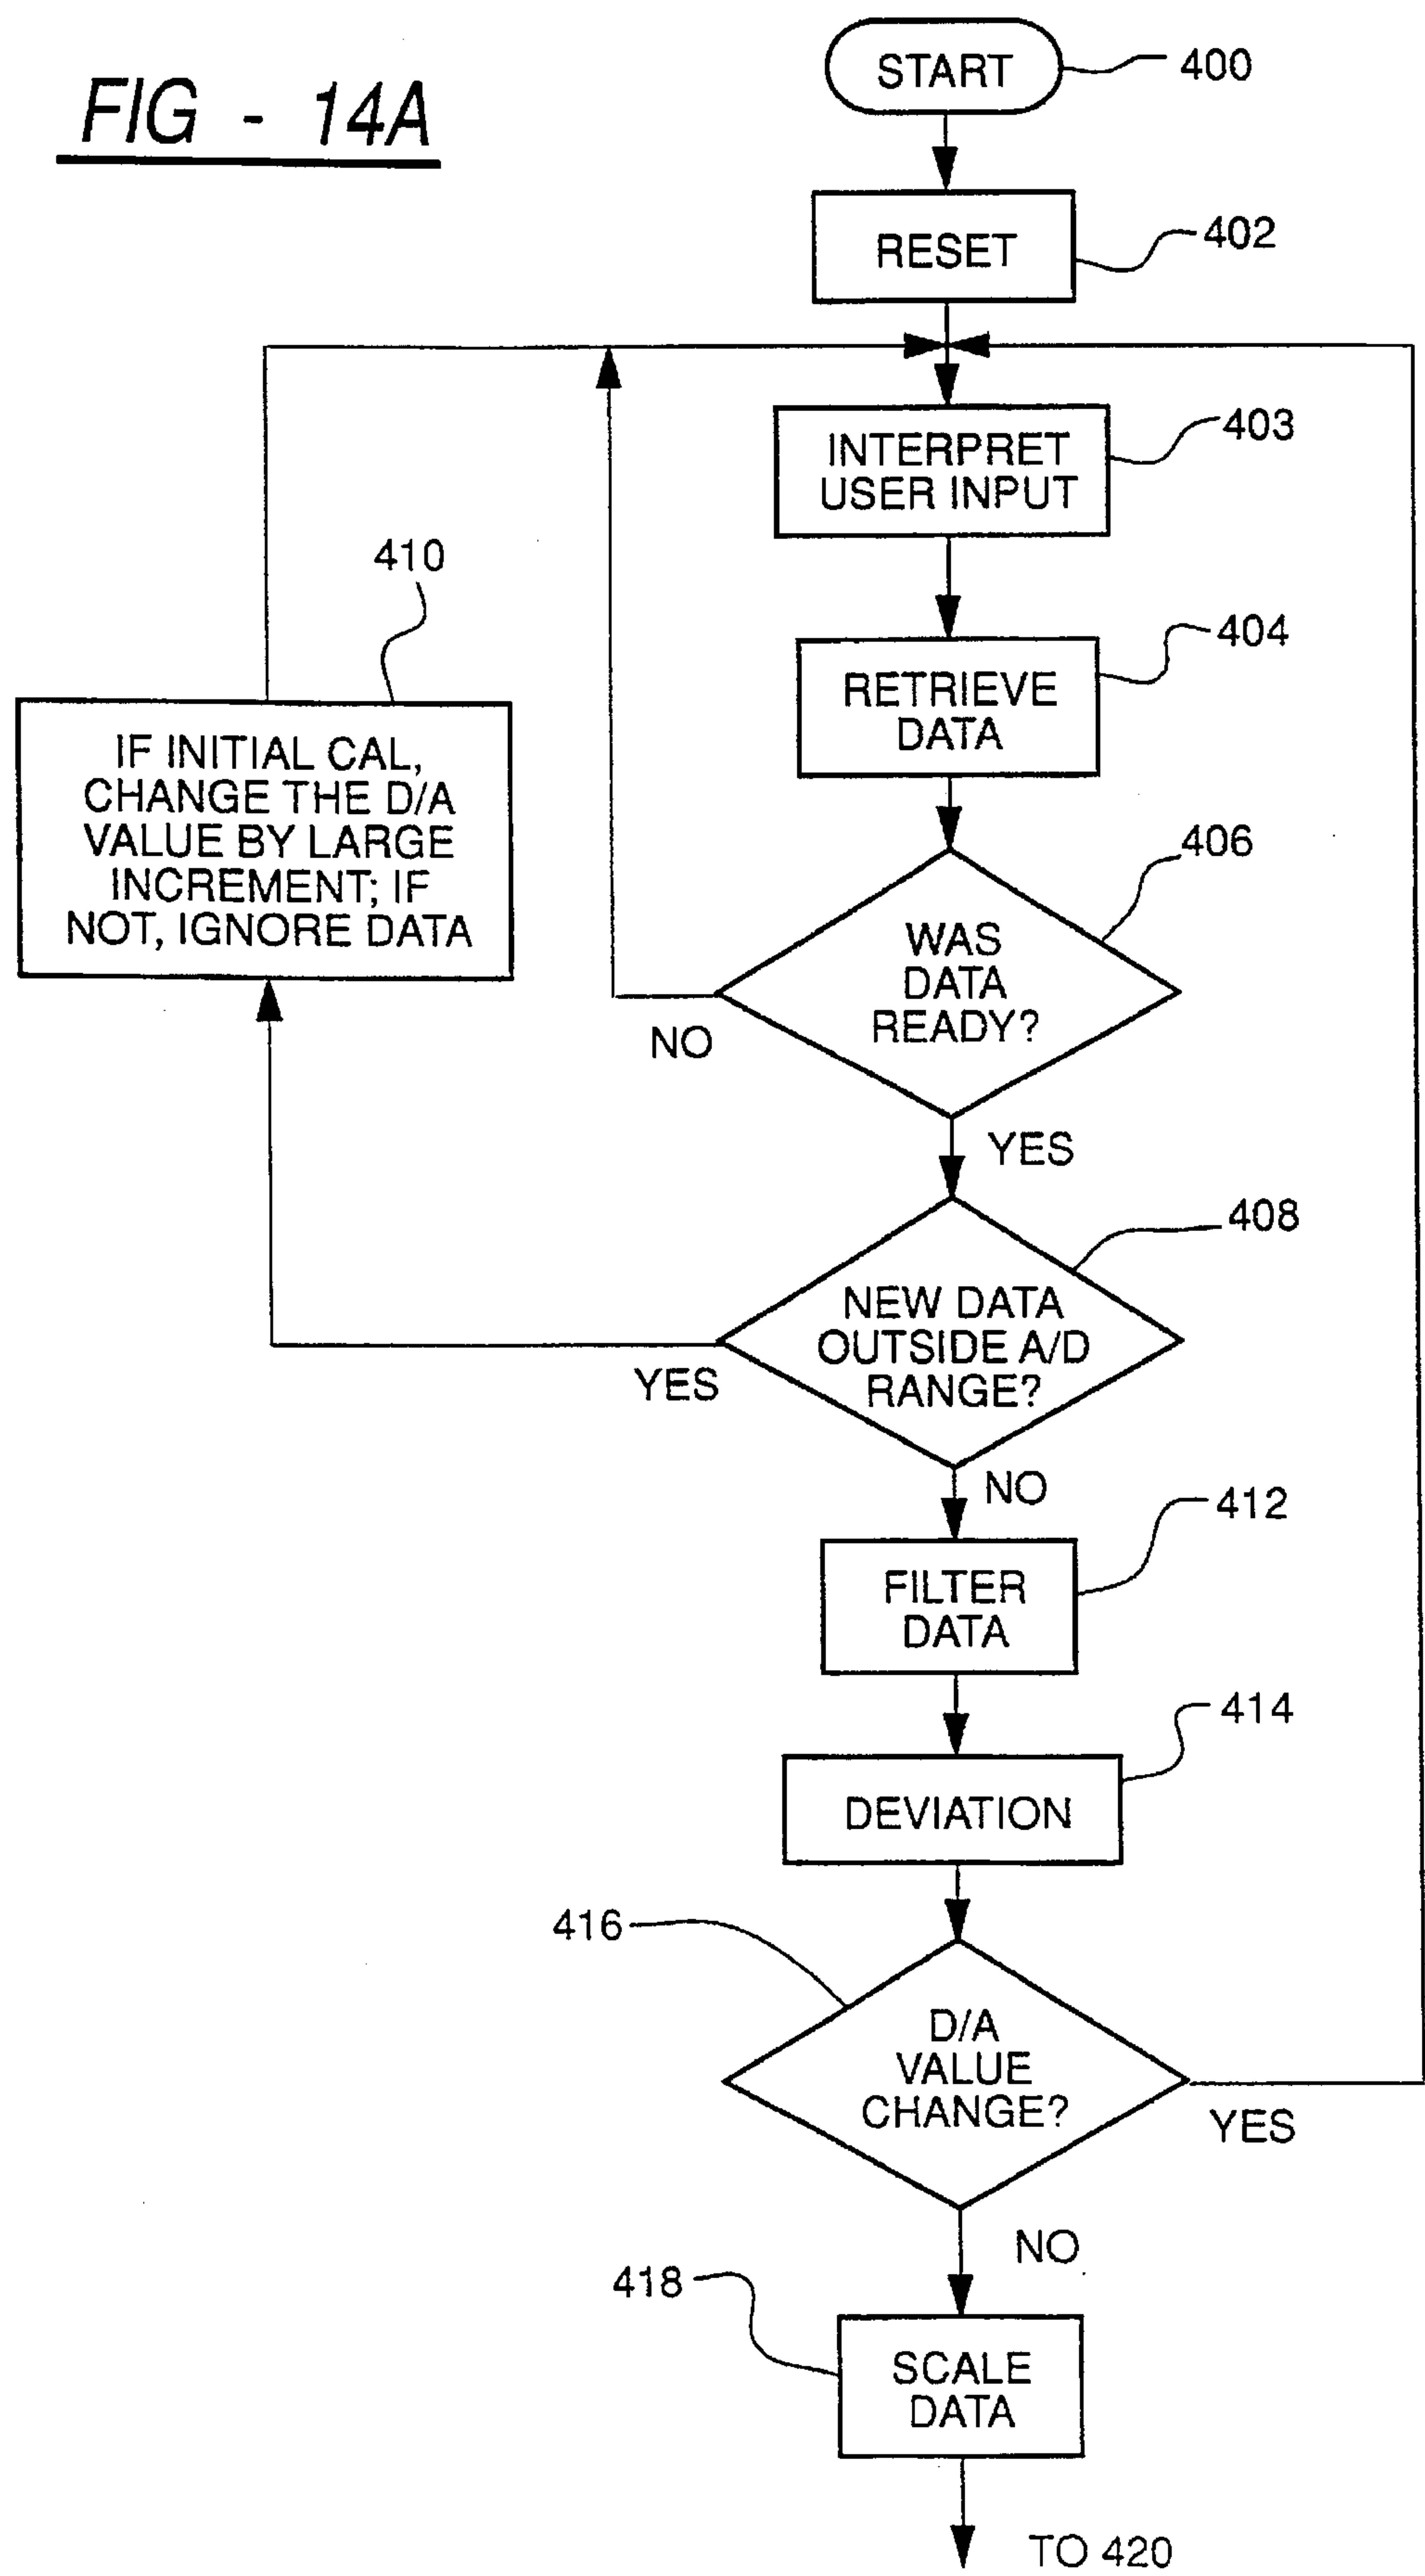 FIG - 14A
START
400
RESET
402
INTERPRET
USER INPUT
403
410
RETRIEVE
DATA
404
IF INITIAL CAL,
CHANGE THE D/A
VALUE BY LARGE
INCREMENT; IF
NOT, IGNORE DATA
406
WAS
DATA
READY?
NO
YES
408
NEW DATA
OUTSIDE A/D
RANGE?
YES
NO
412
FILTER
DATA
414
DEVIATION
416
D/A
VALUE
CHANGE?
YES
NO
418
SCALE
DATA
TO 420